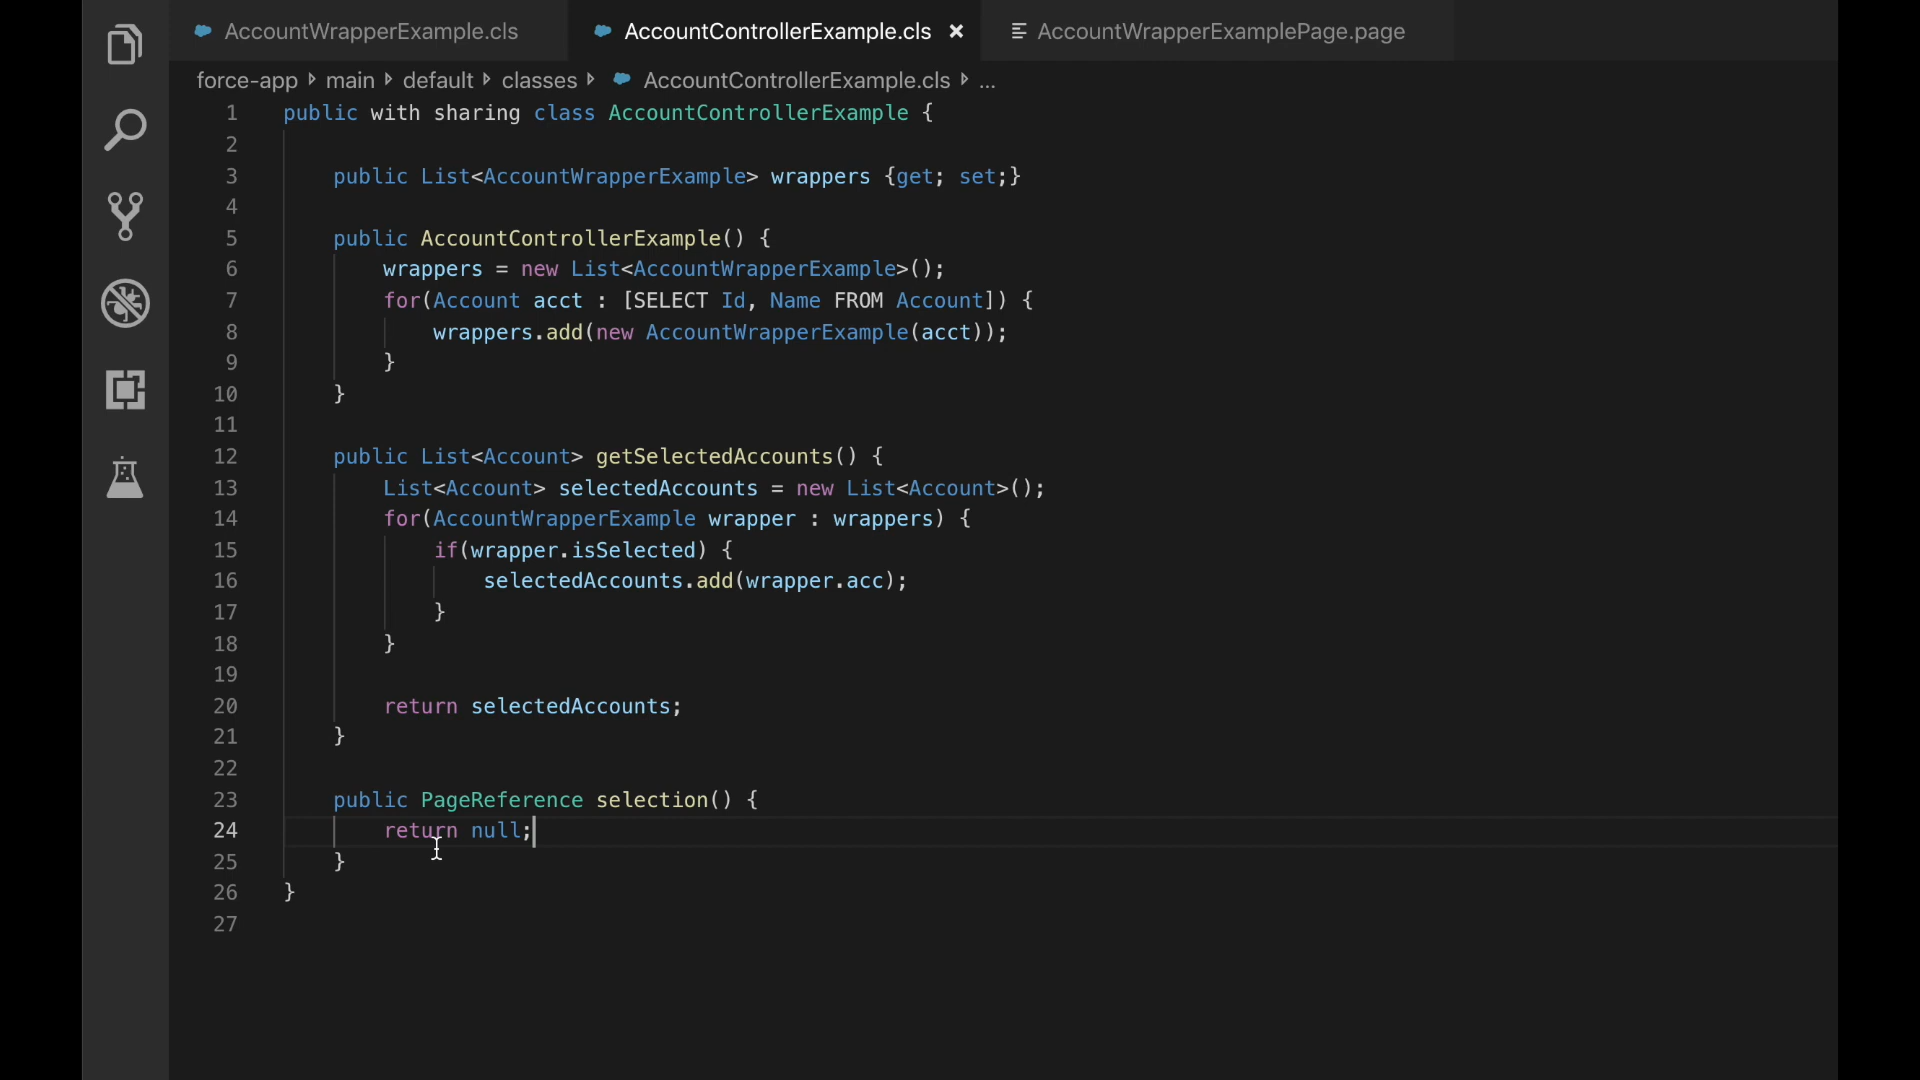 AccountWrapperExample.cls AccountControllerExample.cls AccountWrapperExamplePage.page
force-app main default classes AccountControllerExample.cls ...
1 public with sharing class AccountControllerExample {
2
3 public List<AccountWrapperExample> wrappers {get; set;}
4
5 public AccountControllerExample() {
6 wrappers = new List<AccountWrapperExample>();
7 for(Account acct : [SELECT Id, Name FROM Account]) {
8 wrappers.add(new AccountWrapperExample(acct));
9 }
10 }
11
12 public List<Account> getSelectedAccounts() {
13 List<Account> selectedAccounts = new List<Account>();
14 for(AccountWrapperExample wrapper : wrappers) {
15 if(wrapper.isSelected) {
16 selectedAccounts.add(wrapper.acc);
17 }
18 }
19
20 return selectedAccounts;
21 }
22
23 public PageReference selection() {
24 return null;
25 }
26 }
27